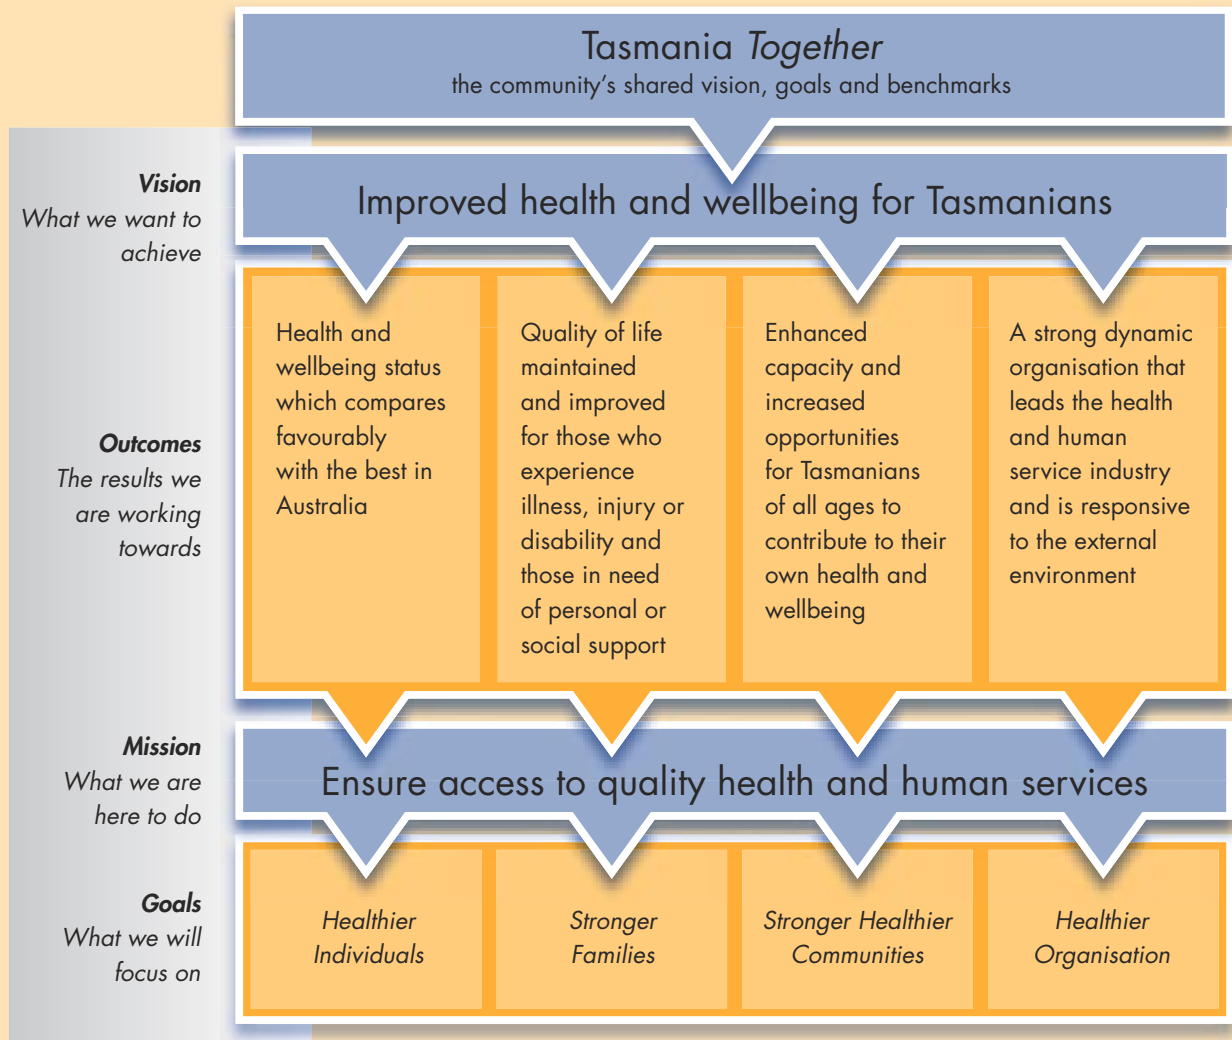 Tasmania Together
the community's shared vision, goals and benchmarks
Vision
What we want to
achieve
Improved health and wellbeing for Tasmanians
Outcomes
The results we
are working
towards
Health and
wellbeing status
which compares
favourably
with the best in
Australia
Quality of life
maintained
and improved
for those who
experience
illness, injury or
disability and
those in need
of personal or
social support
Enhanced
capacity and
increased
opportunities
for Tasmanians
of all ages to
contribute to their
own health and
wellbeing
A strong dynamic
organisation that
leads the health
and human
service industry
and is responsive
to the external
environment
Mission
What we are
here to do
Ensure access to quality health and human services
Goals
What we will
focus on
Healthier
Individuals
Stronger
Families
Stronger Healthier
Communities
Healthier
Organisation